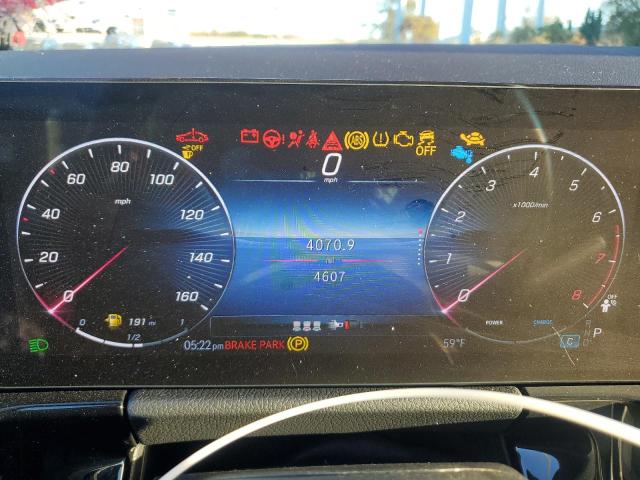 OFF
ABS
OFF
0
mph
0 20 40 60 80 100 120 140 160
mph
4070.9
mi
4607
0 1 2 3 4 5 6 7 8
x1000/min
0 1/2 1
191 mi
POWER CHARGE
OFF
P
C
05:22 pm BRAKE PARK P
59°F